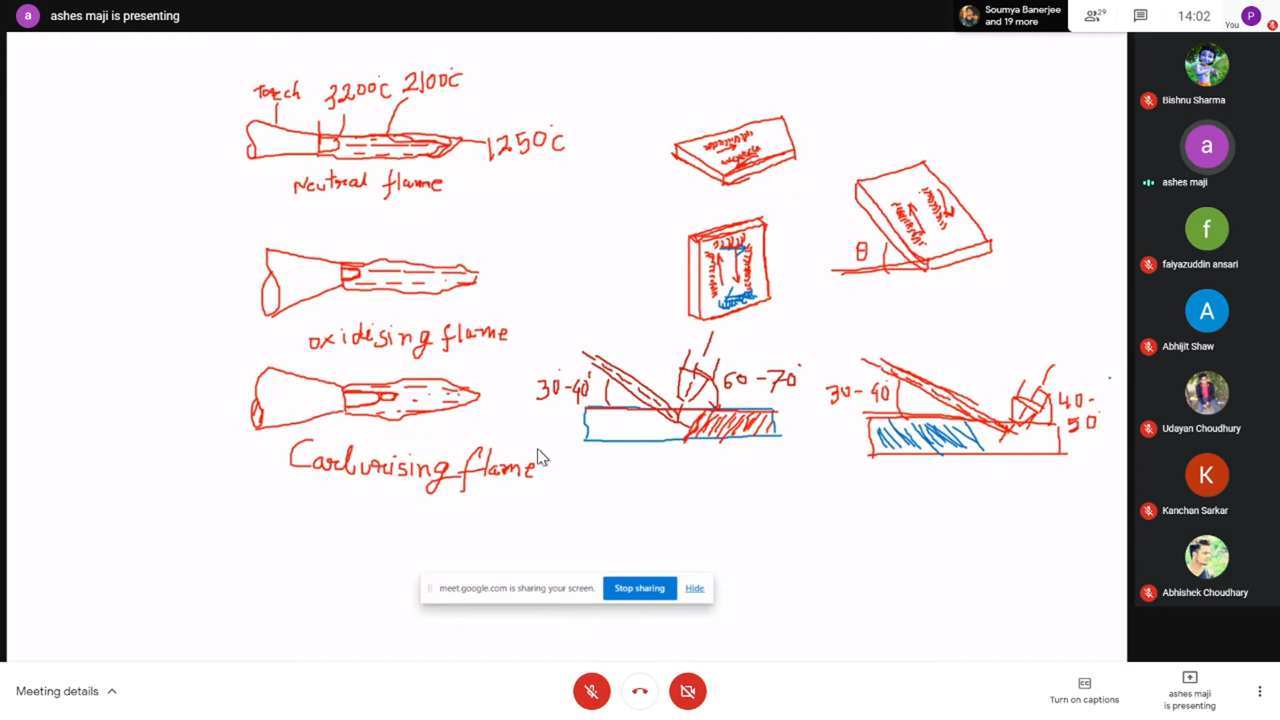 a
ashes maji is presenting
Soumya Banerjee
and 19 more
29
14:02
You
P
torch
3200°C
2100°C
1250°C
Neutral flame
oxidising flame
Carburising flame
θ
30°-40°
60-70°
30-40°
40-
50°
Bishnu Sharma
a
ashes maji
f
faiyazuddin ansari
A
Abhijit Shaw
Udayan Choudhury
K
Kanchan Sarkar
Abhishek Choudhary
meet.google.com is sharing your screen.
Stop sharing
Hide
Meeting details
Turn on captions
ashes maji
is presenting